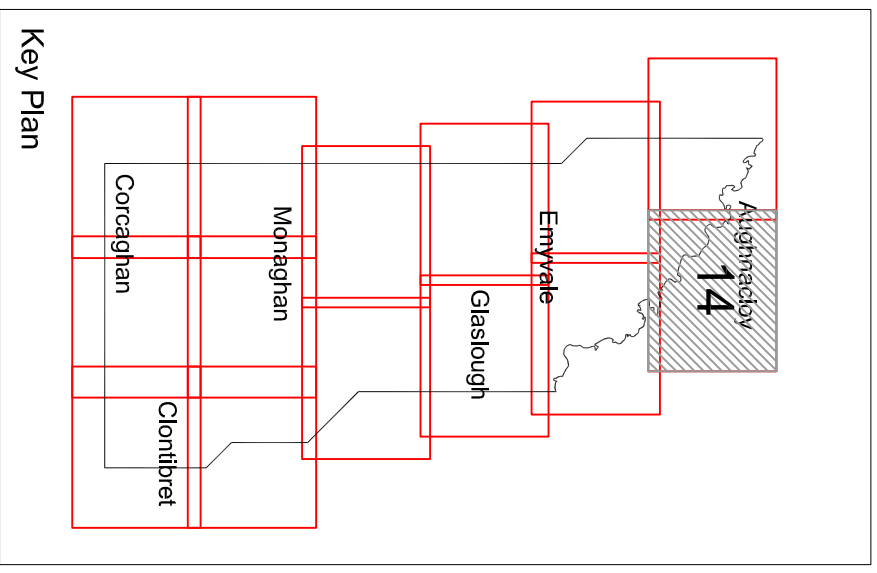 Key Plan
Aughnacloy
14
Emyvale
Glaslough
Monaghan
Corcaghan
Clontibret